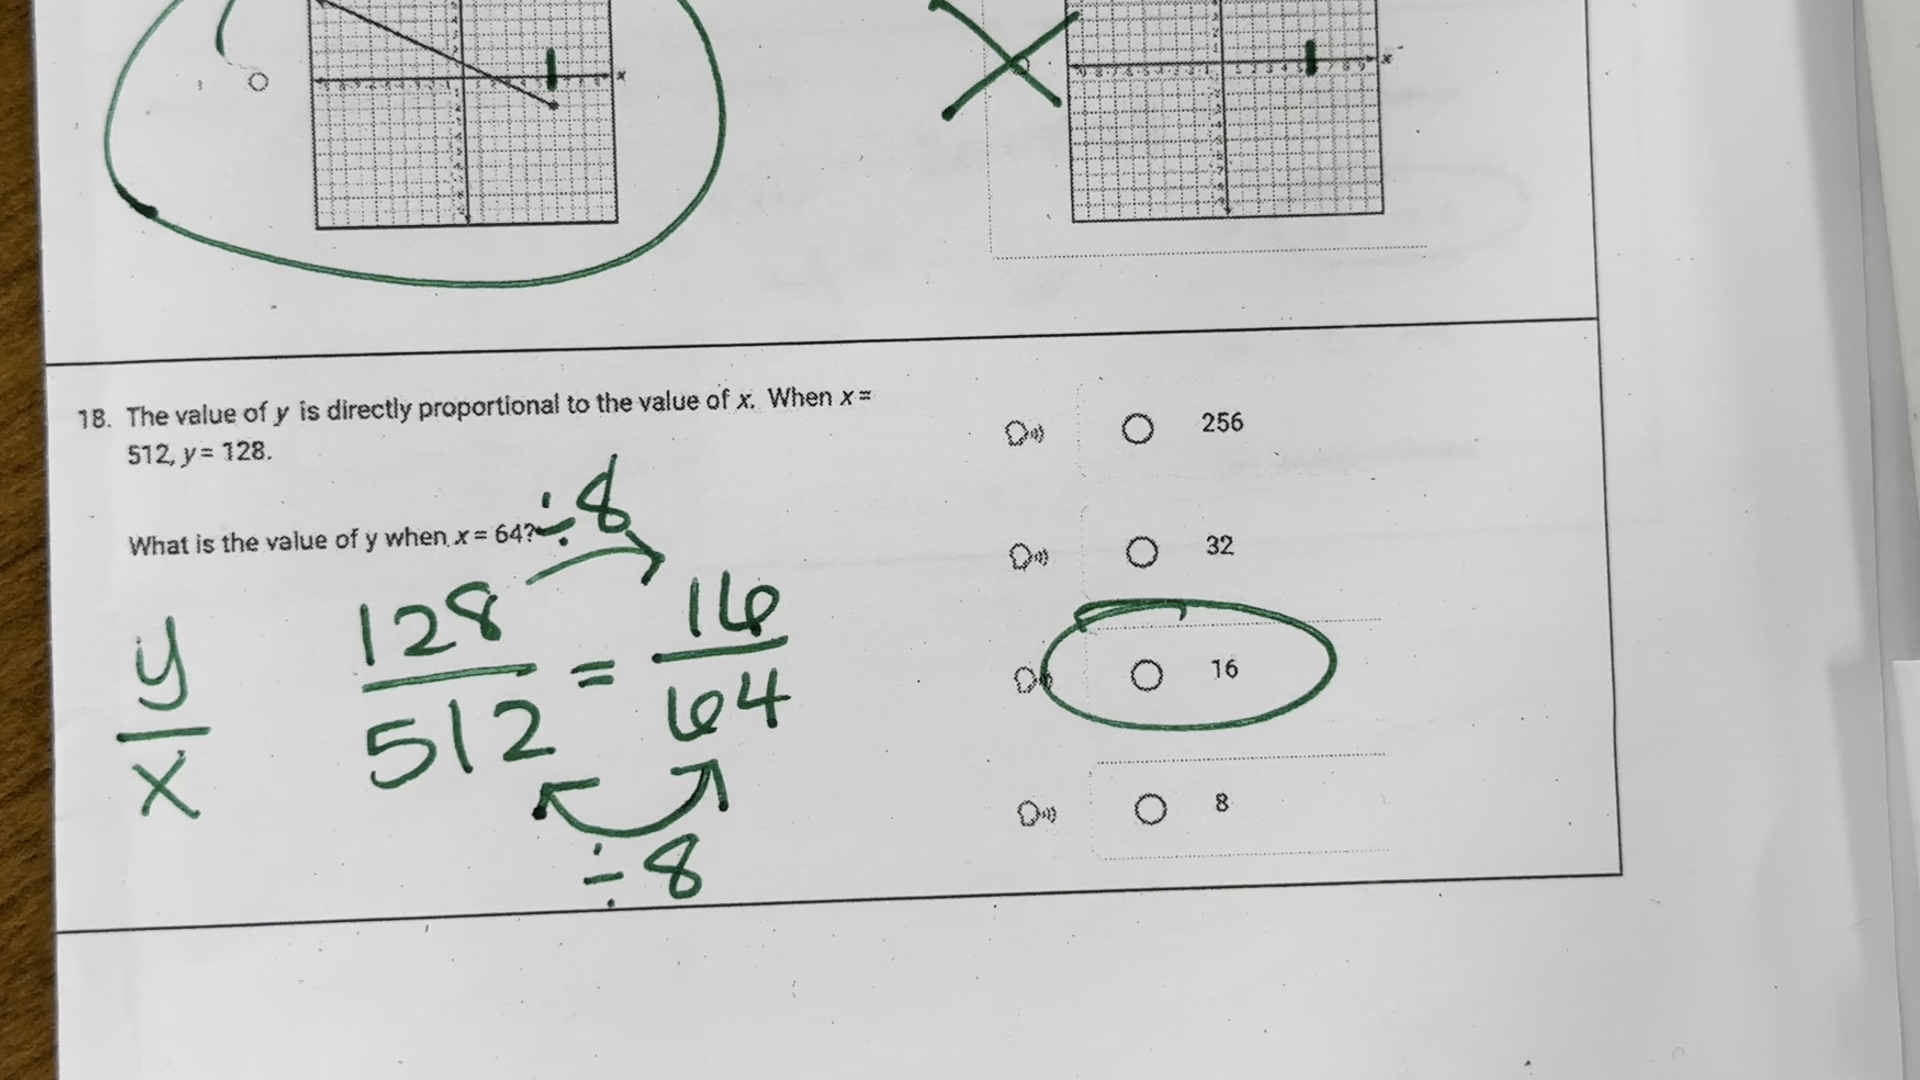 x
x
18. The value of y is directly proportional to the value of x. When x =
512, y = 128.
256
÷8
What is the value of y when x = 64?
32
y
x
128
512
=
16
64
16
÷8
8